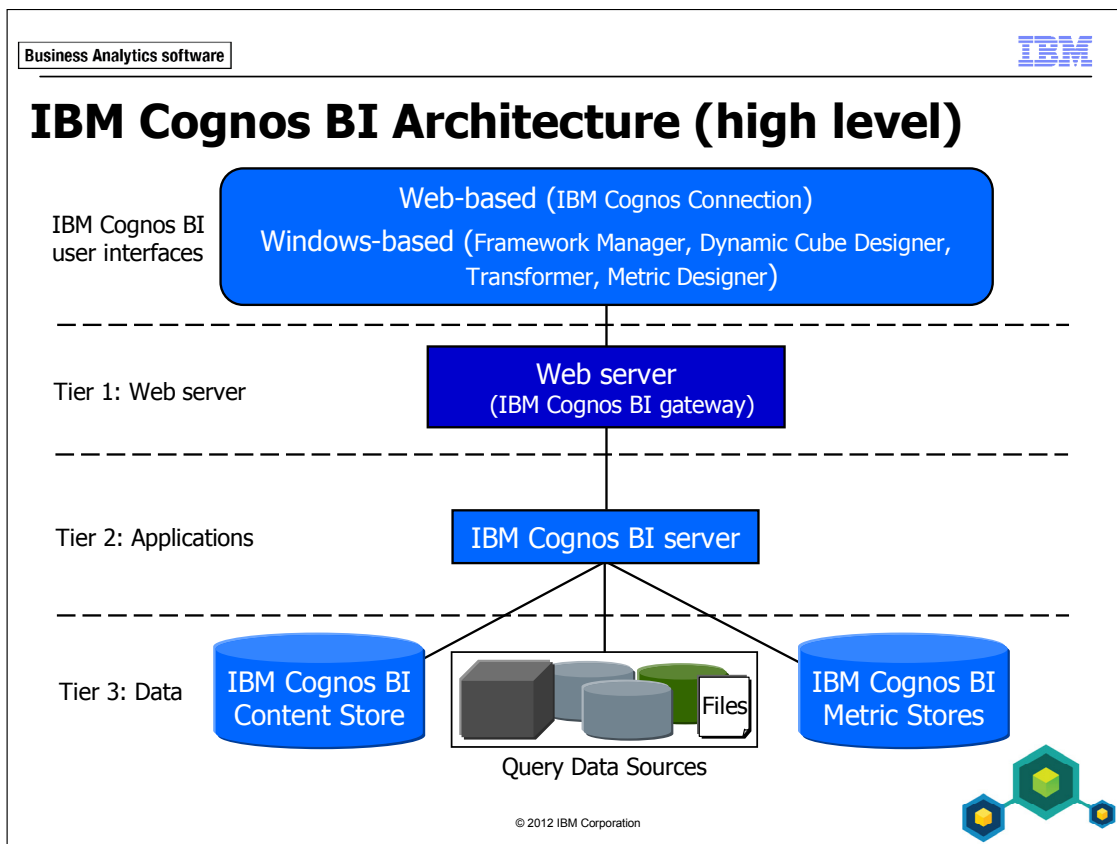 Business Analytics software
IBM
IBM Cognos BI Architecture (high level)
IBM Cognos BI
user interfaces
Web-based (IBM Cognos Connection)
Windows-based (Framework Manager, Dynamic Cube Designer,
Transformer, Metric Designer)
Tier 1: Web server
Web server
(IBM Cognos BI gateway)
Tier 2: Applications
IBM Cognos BI server
Tier 3: Data
IBM Cognos BI
Content Store
Files
IBM Cognos BI
Metric Stores
Query Data Sources
© 2012 IBM Corporation